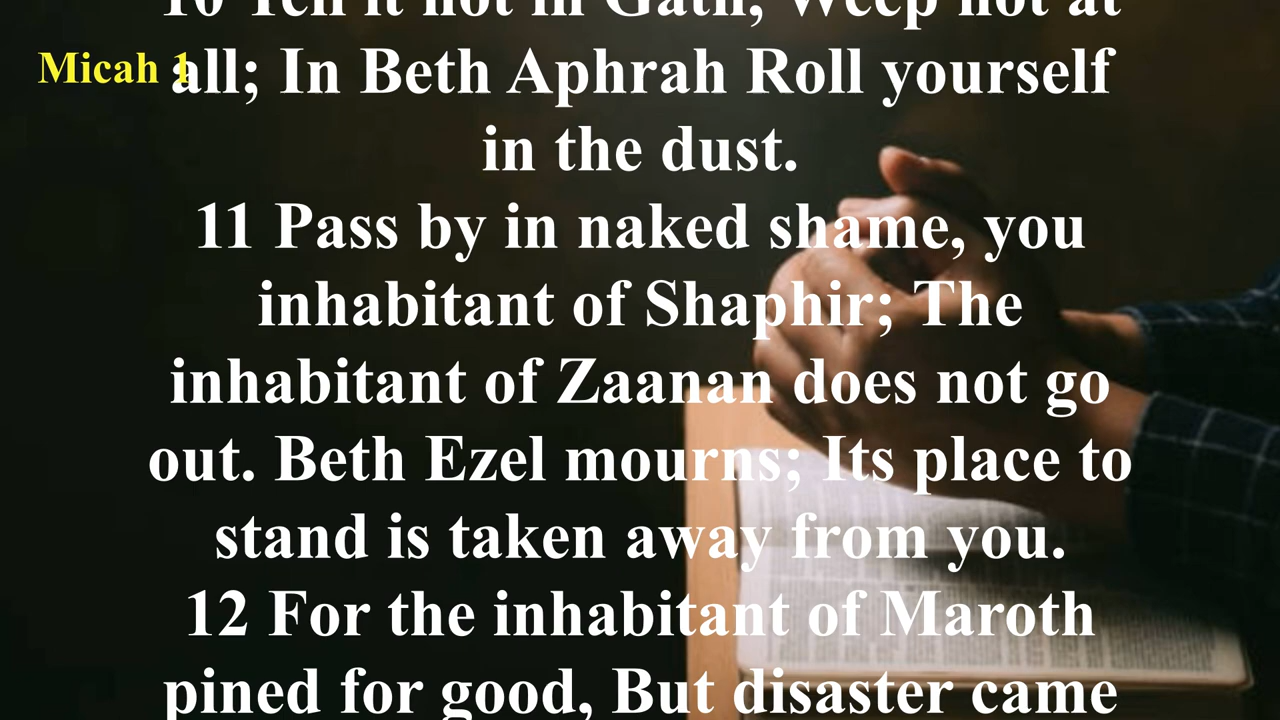 10 Tell it not in Gath, Weep not at
Micah 1
all; In Beth Aphrah Roll yourself
in the dust.
11 Pass by in naked shame, you
inhabitant of Shaphir; The
inhabitant of Zaanan does not go
out. Beth Ezel mourns; Its place to
stand is taken away from you.
12 For the inhabitant of Maroth
pined for good, But disaster came